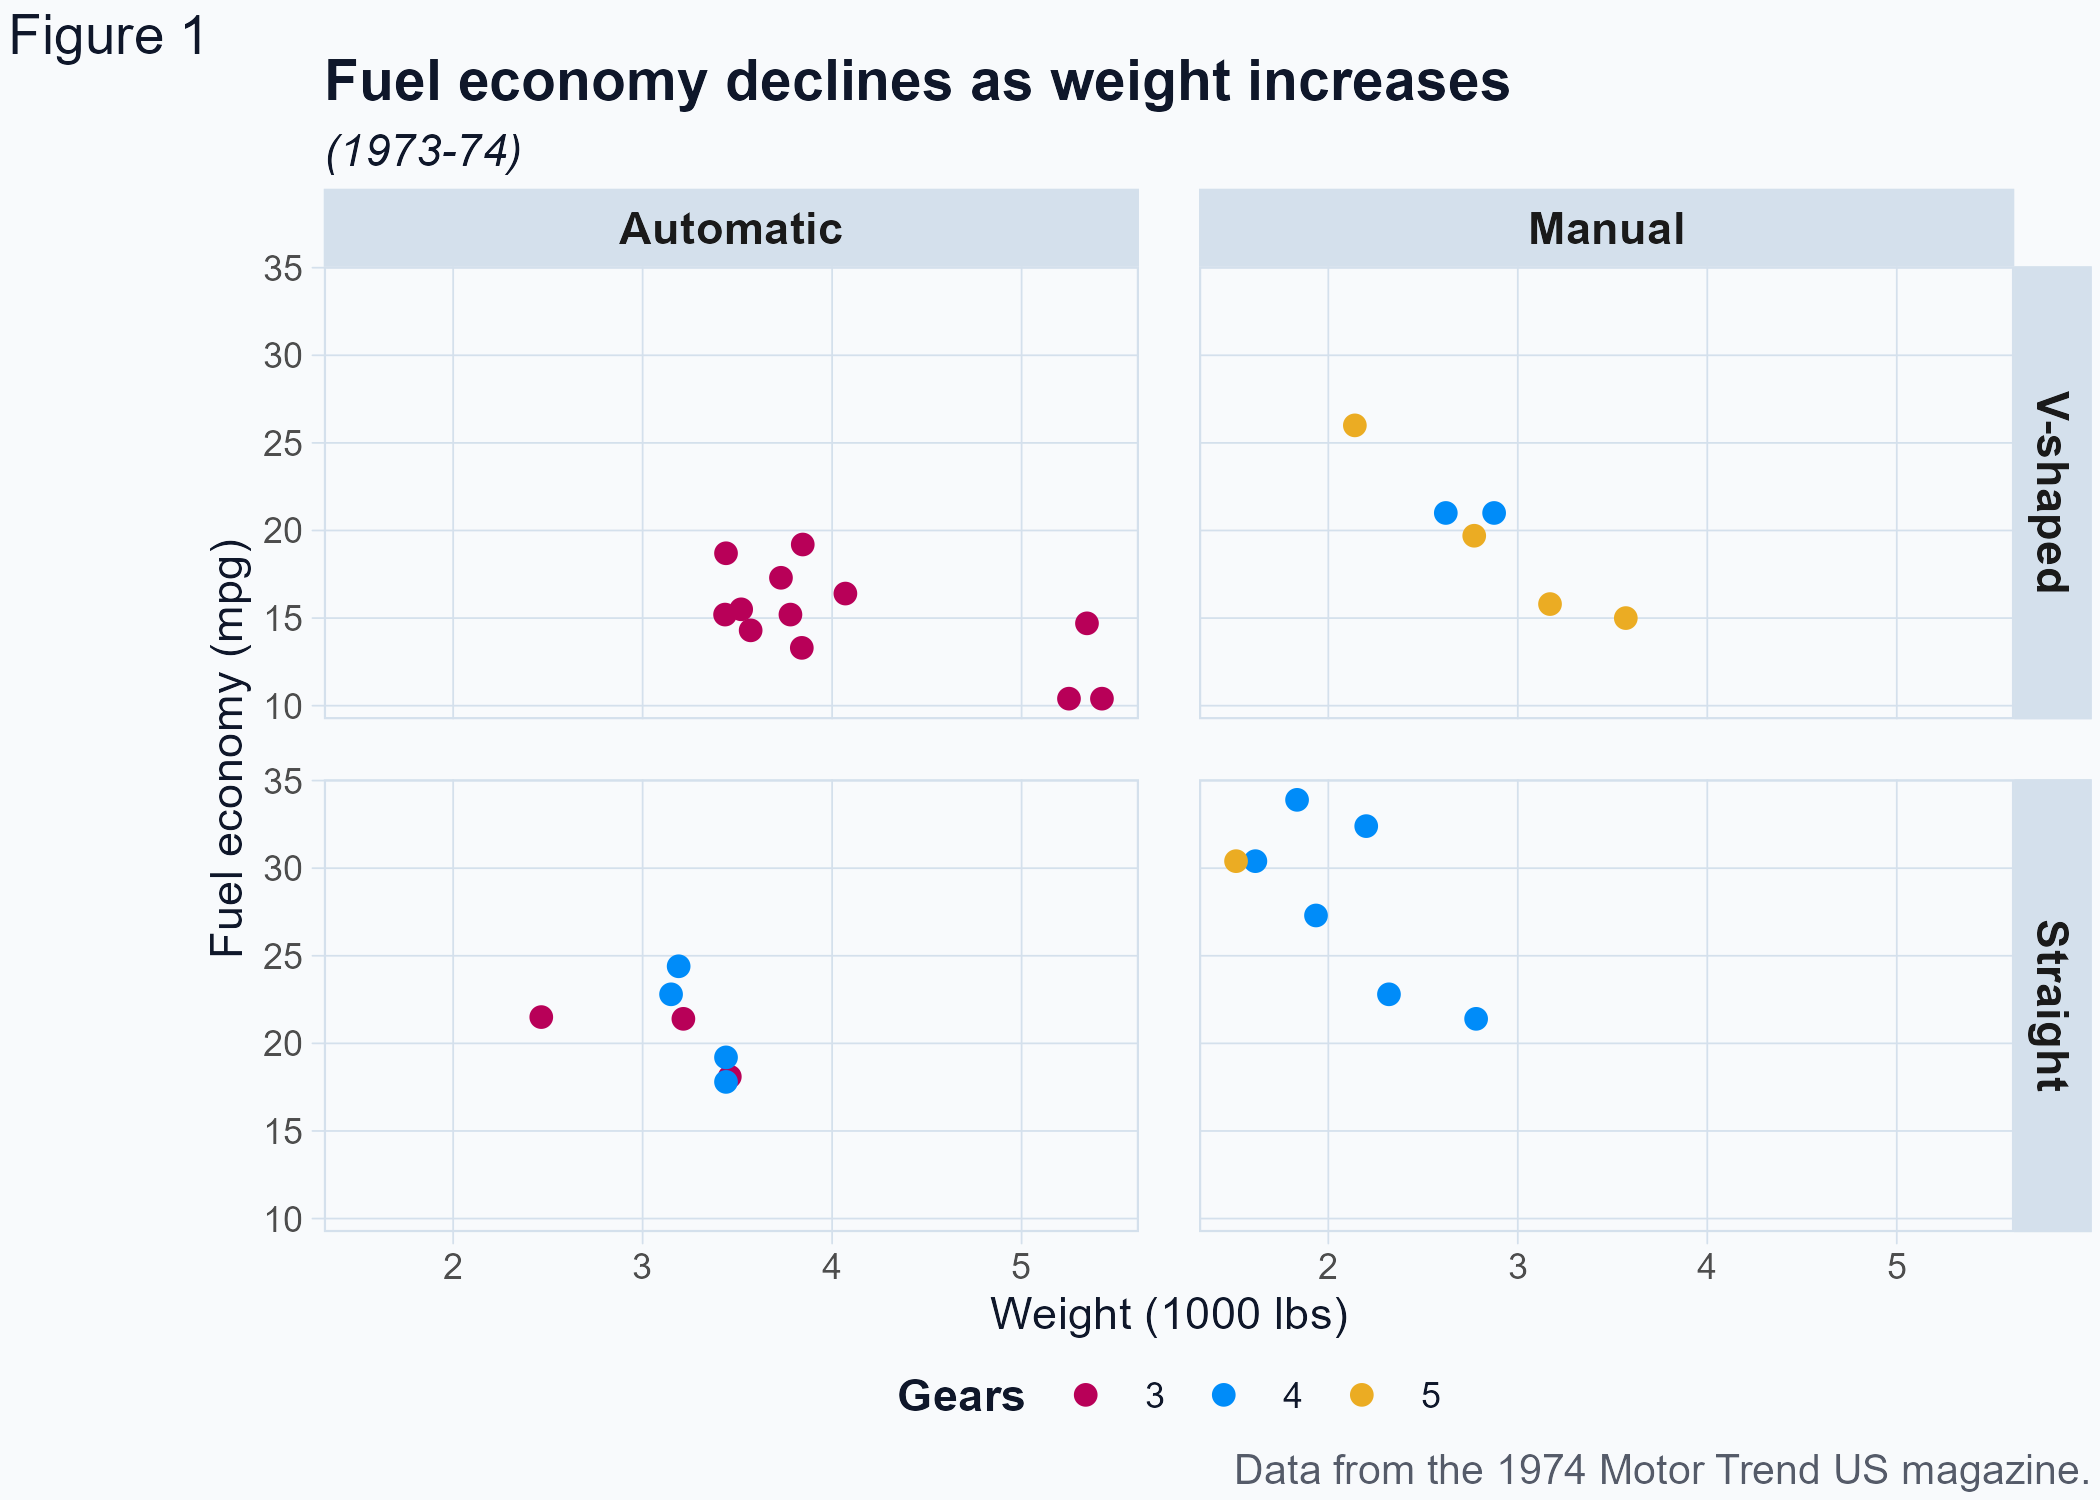 Figure 1
Fuel economy declines as weight increases
(1973-74)
Automatic
Manual
35
30
25
20
15
10
V-shaped
Fuel economy (mpg)
35
30
25
20
15
10
Straight
2 3 4 5
2 3 4 5
Weight (1000 lbs)
Gears 3 4 5
Data from the 1974 Motor Trend US magazine.